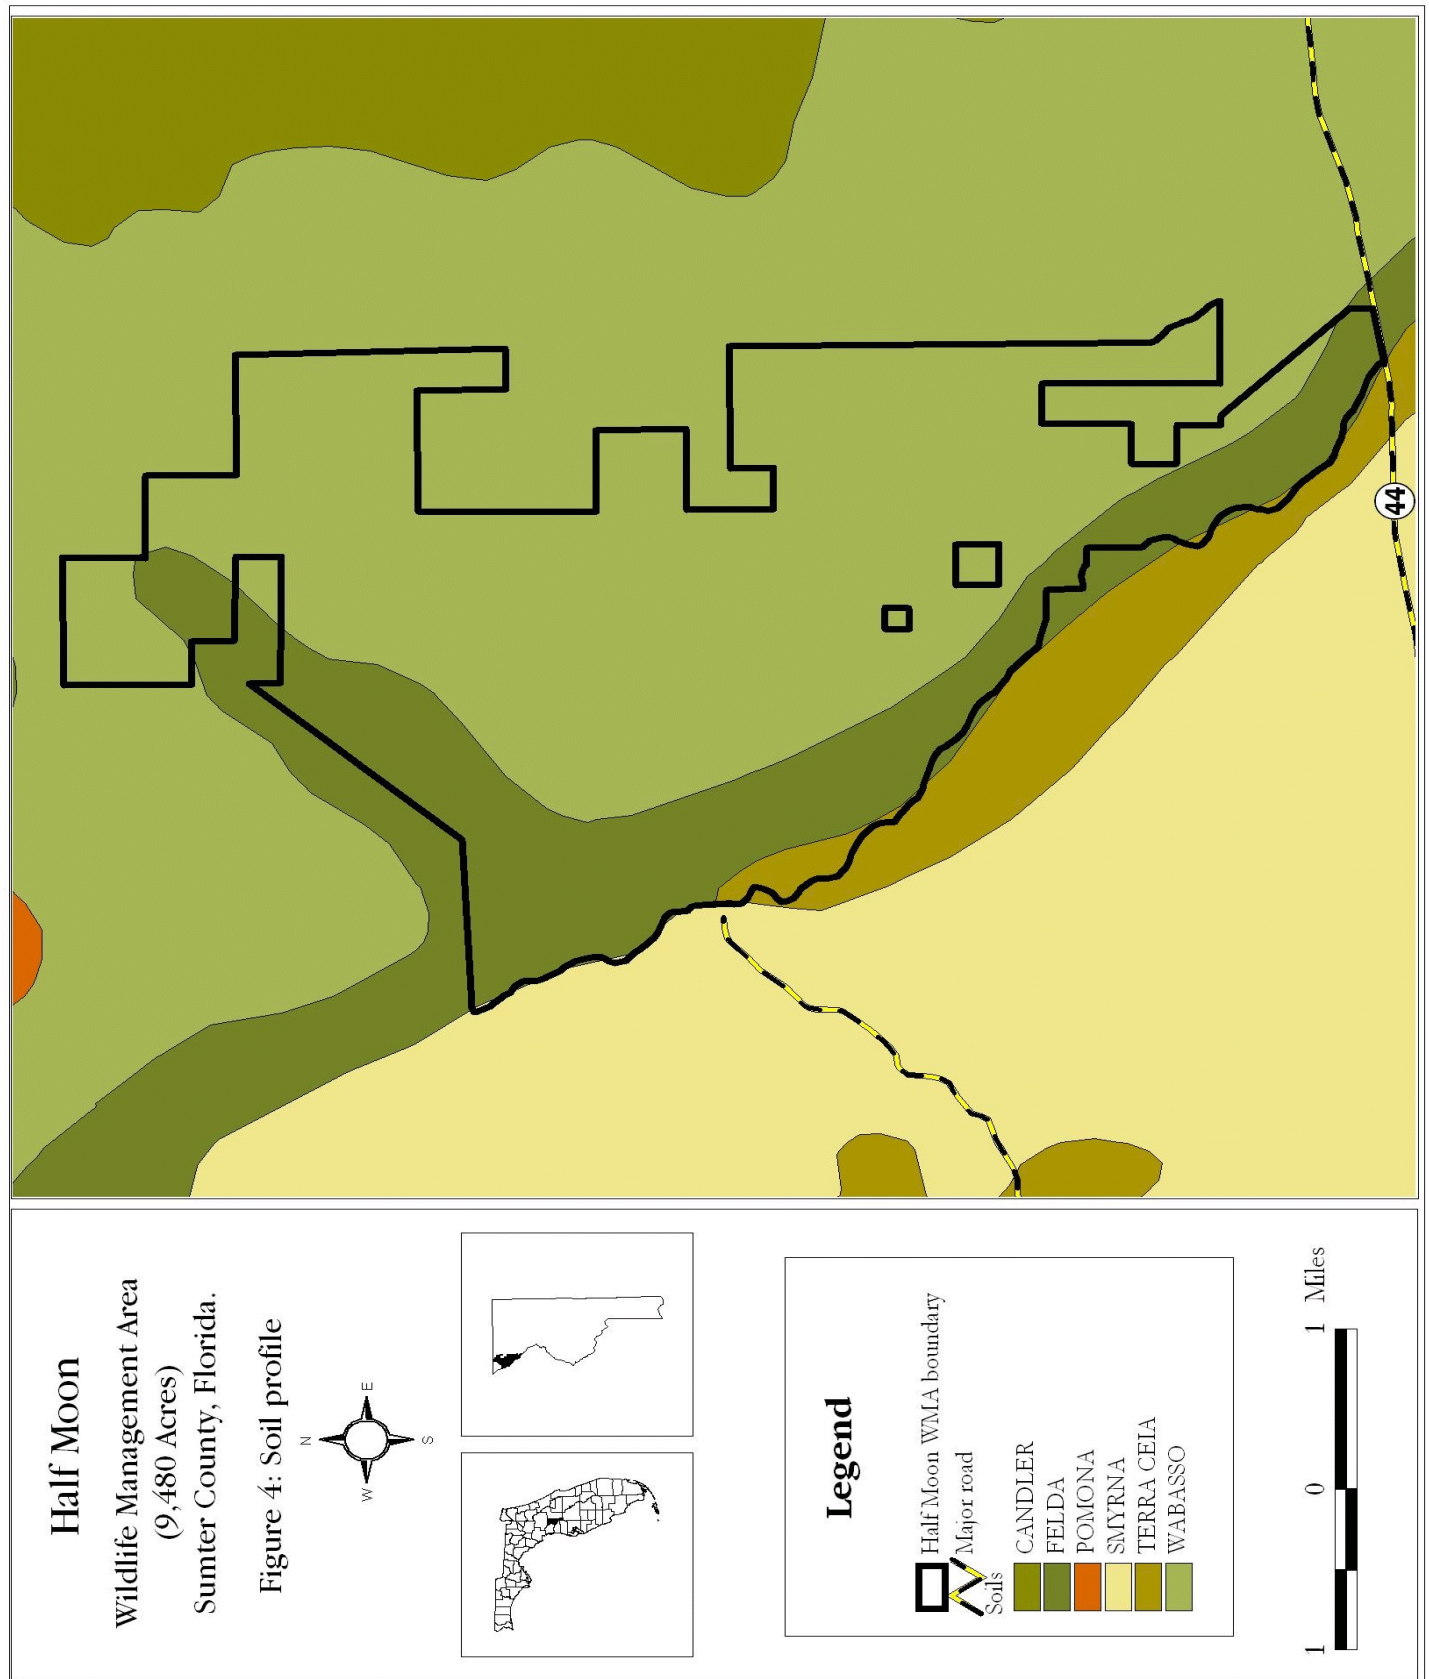 Half Moon
Wildlife Management Area
(9,480 Acres)
Sumter County, Florida.
Figure 4: Soil profile
N
W
E
S
Legend
Half Moon WMA boundary
Major road
Soils
CANDLER
FELDA
POMONA
SMYRNA
TERRA CEIA
WABASSO
1 0 1 Miles
44